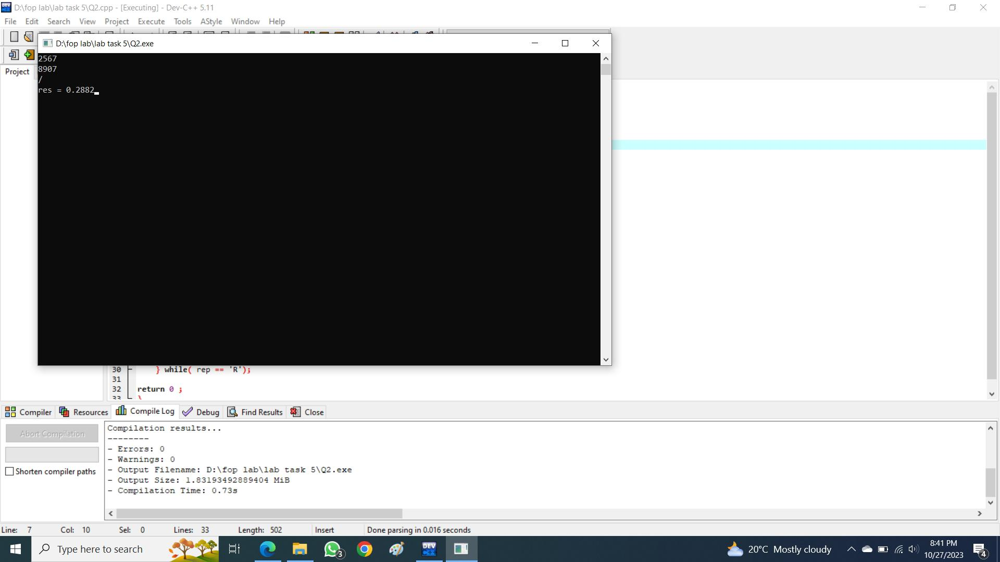 D:\fop lab\lab task 5\Q2.cpp - [Executing] - Dev-C++ 5.11
File Edit Search View Project Execute Tools AStyle Window Help
D:\fop lab\lab task 5\Q2.exe
2567
8907
/
res = 0.2882
Project
30 } while( rep == 'R');
31
32 return 0 ;
33 }
Compiler Resources Compile Log Debug Find Results Close
Abort Compilation
Shorten compiler paths
Compilation results...
--------
- Errors: 0
- Warnings: 0
- Output Filename: D:\fop lab\lab task 5\Q2.exe
- Output Size: 1.83193492889404 MiB
- Compilation Time: 0.73s
Line: 7 Col: 10 Sel: 0 Lines: 33 Length: 502 Insert Done parsing in 0.016 seconds
Type here to search
DEV C++
3
20°C Mostly cloudy
8:41 PM
10/27/2023
4